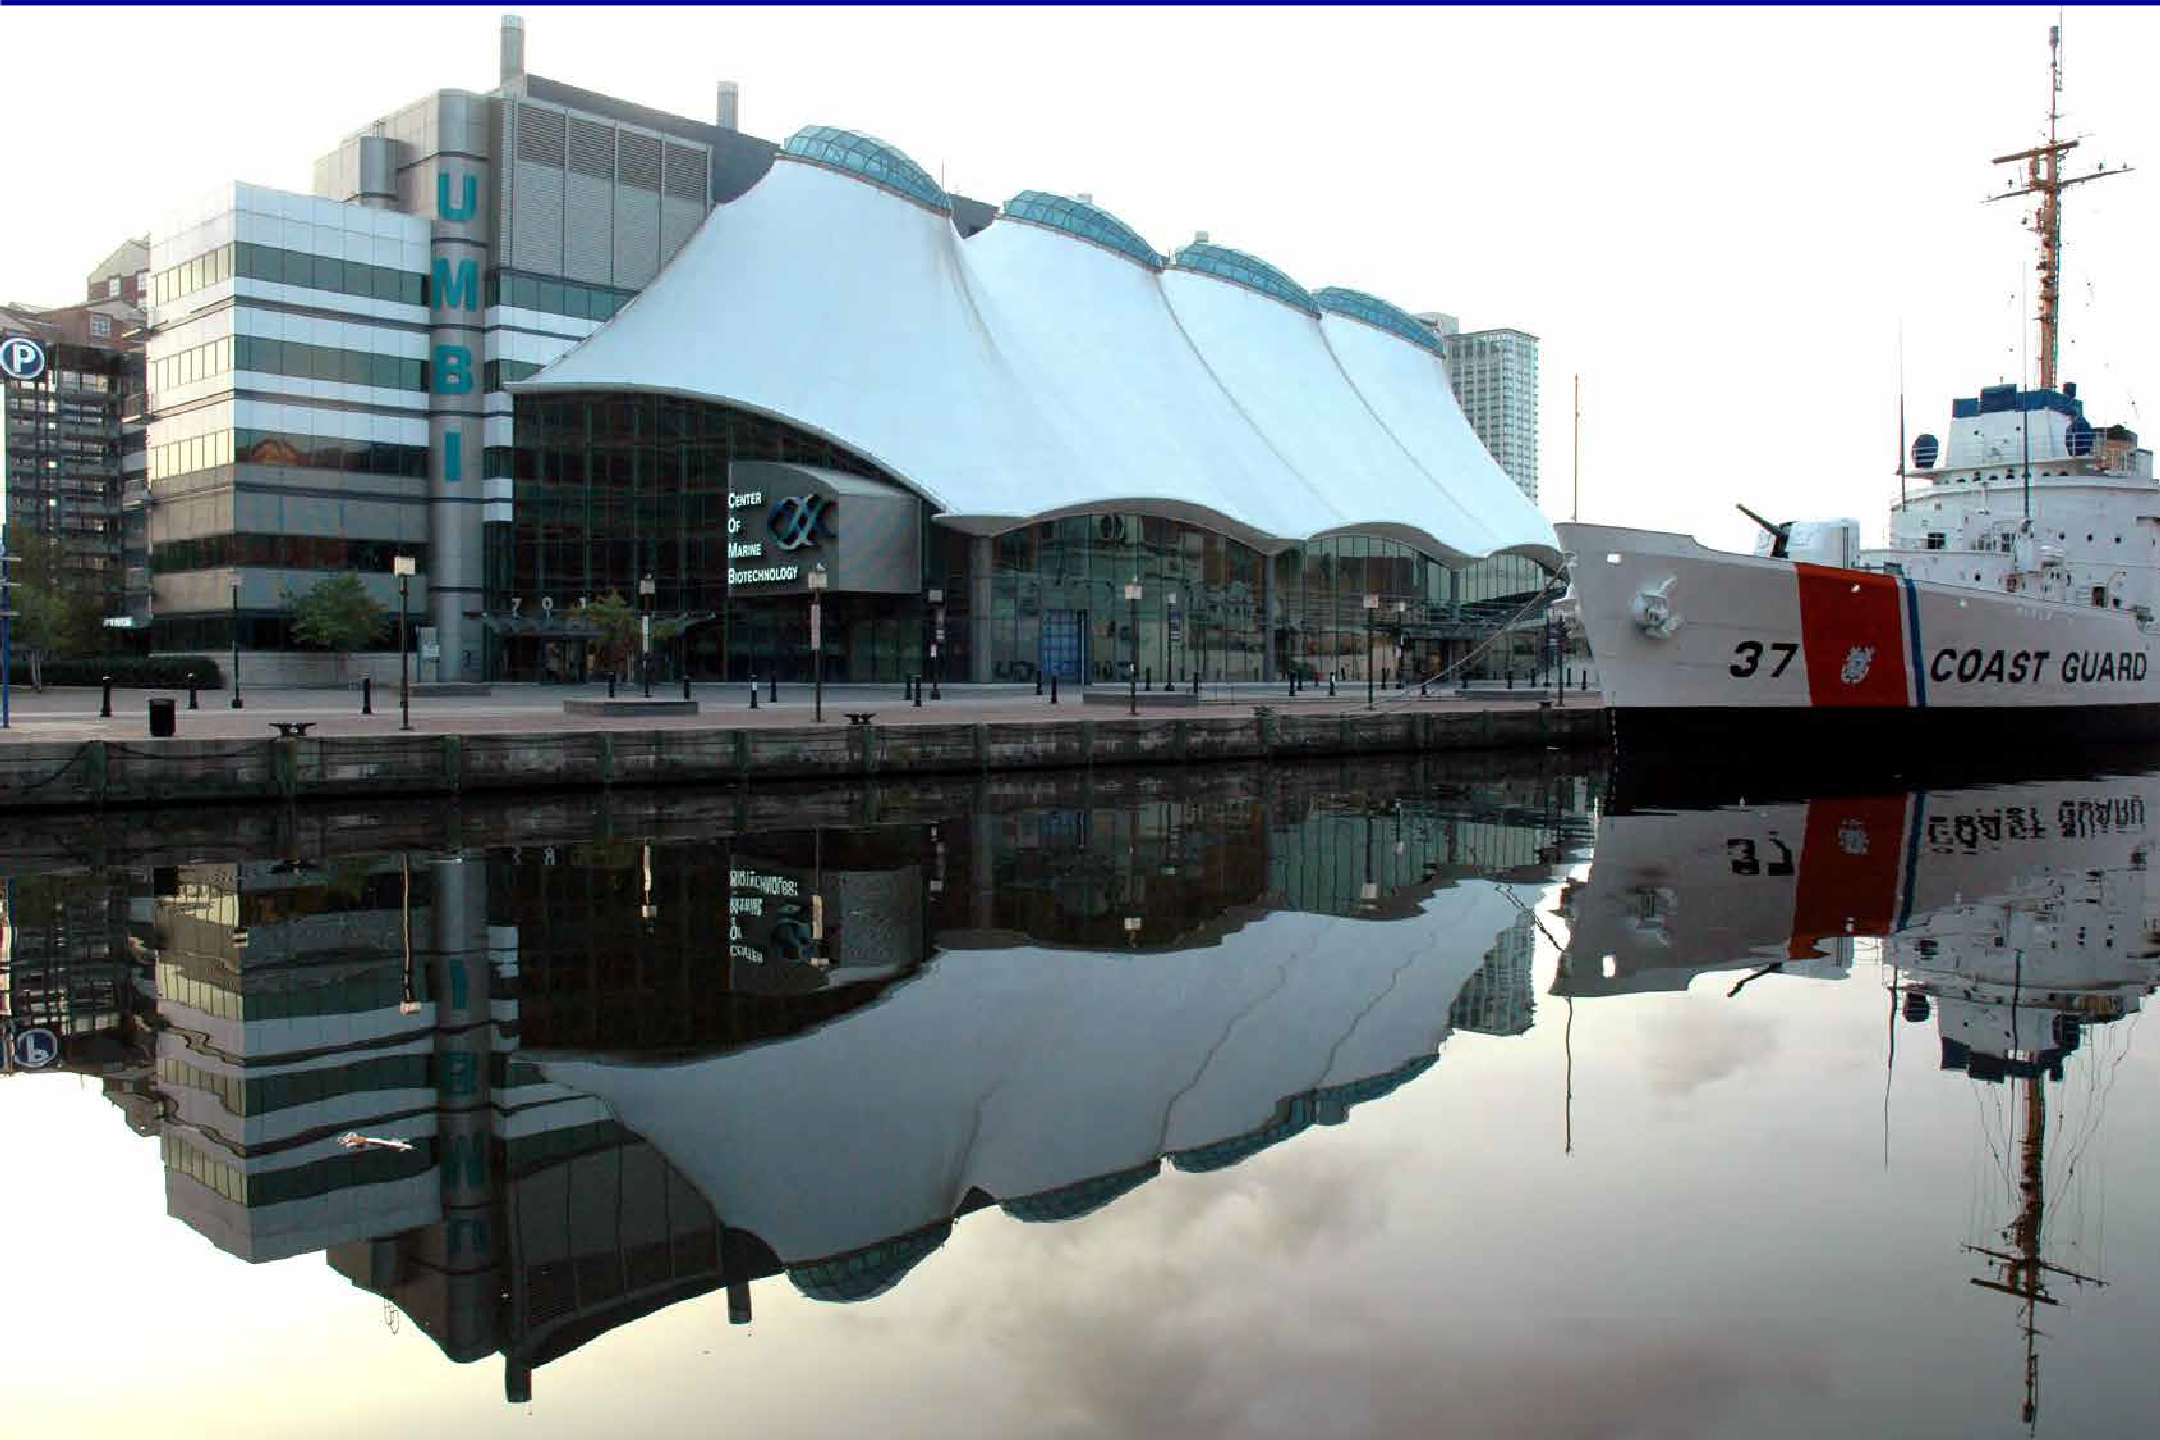 P
UMBI
CENTER
OF
MARINE
BIOTECHNOLOGY
701
37 COAST GUARD